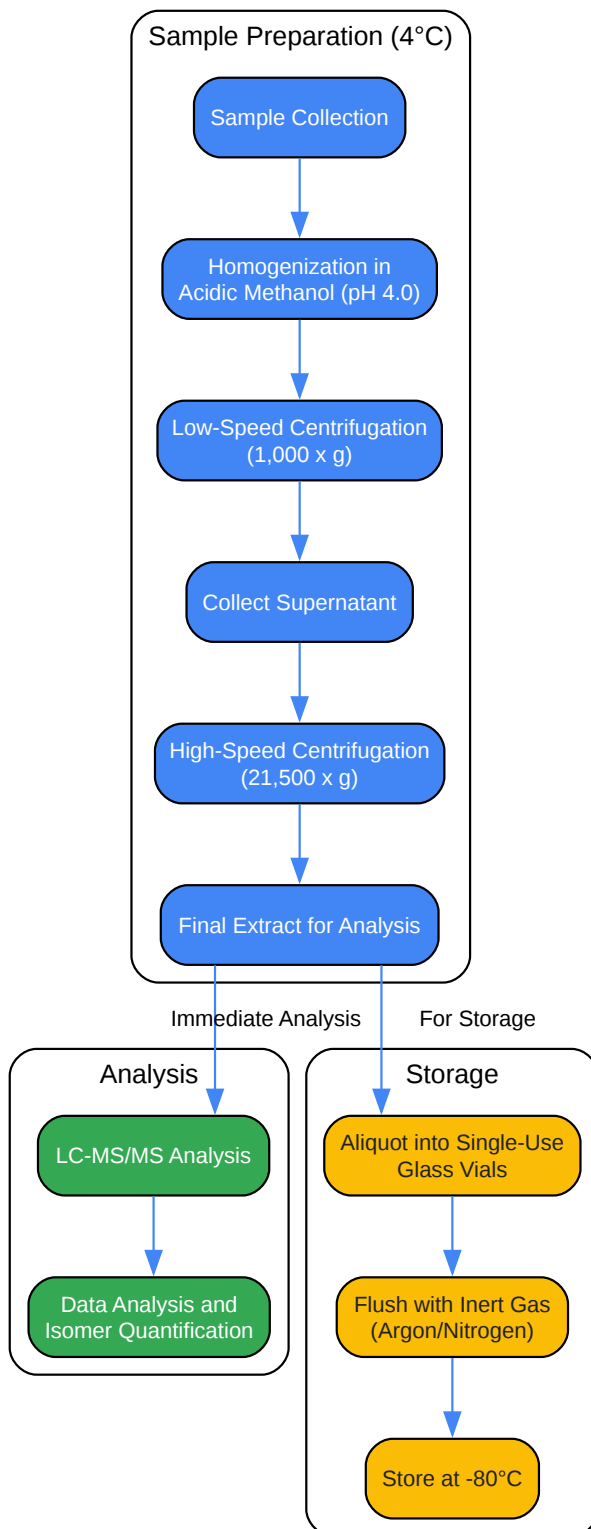 Sample Preparation (4°C)
Sample Collection
Homogenization in
Acidic Methanol (pH 4.0)
Low-Speed Centrifugation
(1,000 x g)
Collect Supernatant
High-Speed Centrifugation
(21,500 x g)
Final Extract for Analysis
Immediate Analysis
For Storage
Analysis
LC-MS/MS Analysis
Data Analysis and
Isomer Quantification
Storage
Aliquot into Single-Use
Glass Vials
Flush with Inert Gas
(Argon/Nitrogen)
Store at -80°C